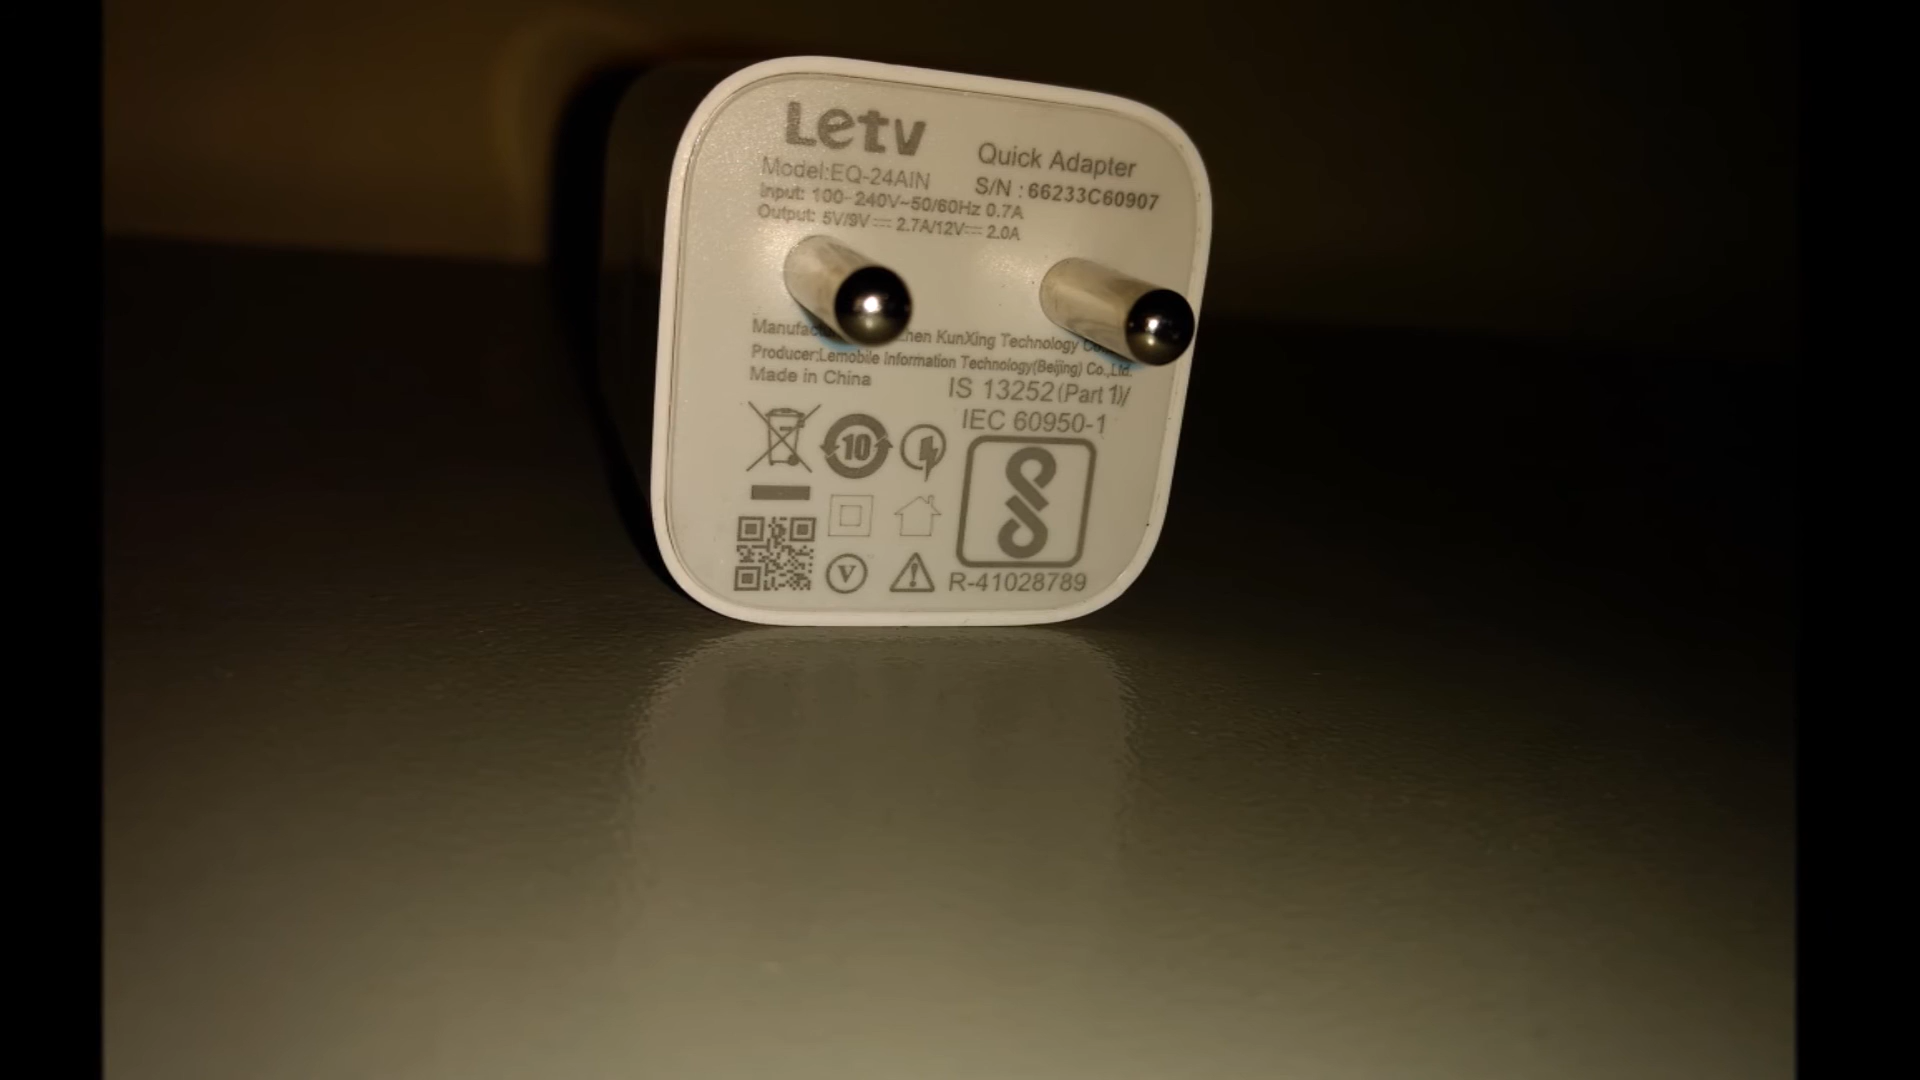 Letv
Quick Adapter
Model:EQ-24AIN
S/N : 66233C60907
Input: 100-240V~50/60Hz 0.7A
Output: 5V/9V⎓2.7A/12V⎓2.0A
KunXing Technology
Producer:Lemobile Information Technology(Beijing) Co.,Ltd.
Made in China
IS 13252(Part 1)/
IEC 60950-1
10
V
R-41028789